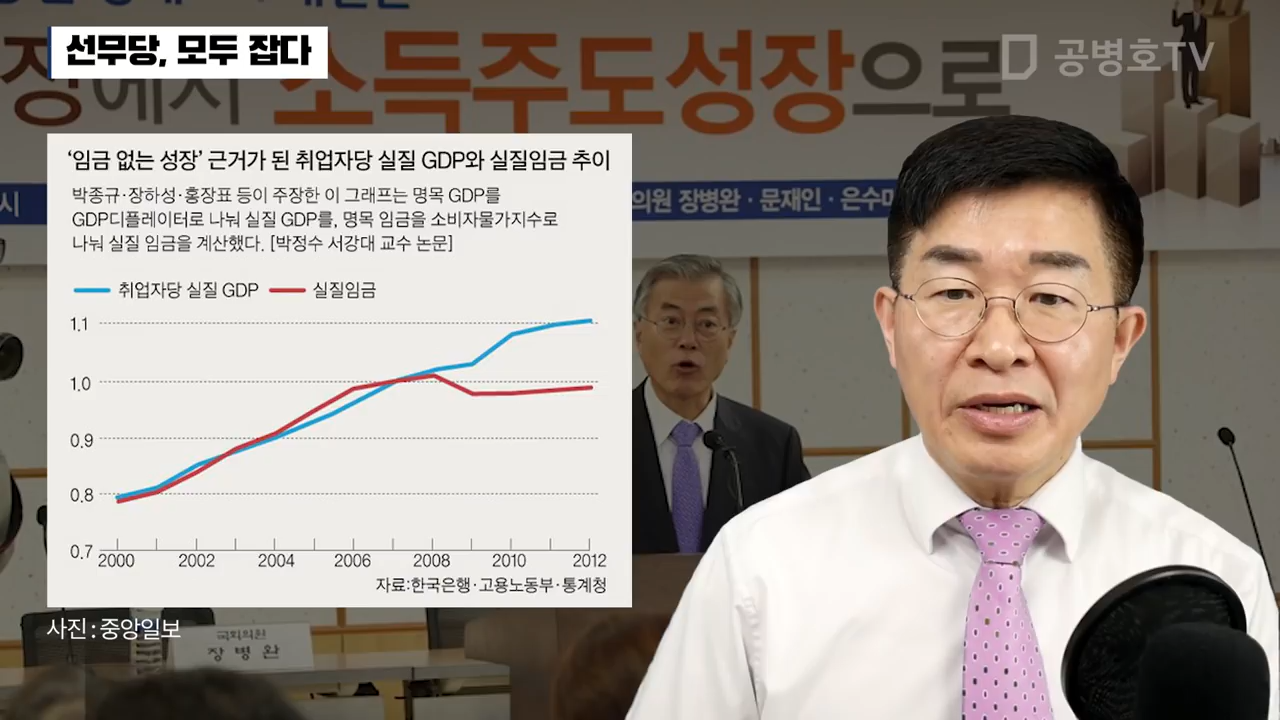 선무당, 모두 잡다
장에서 소득주도성장으로
공병호TV
'임금 없는 성장' 근거가 된 취업자당 실질 GDP와 실질임금 추이
박종규·장하성·홍장표 등이 주장한 이 그래프는 명목 GDP를
GDP디플레이터로 나눠 실질 GDP를, 명목 임금을 소비자물가지수로
나눠 실질 임금을 계산했다. [박정수 서강대 교수 논문]
시
의원 장병완·문재인·은수미
취업자당 실질 GDP 실질임금
1.1
1.0
0.9
0.8
0.7
2000 2002 2004 2006 2008 2010 2012
자료:한국은행·고용노동부·통계청
사진 : 중앙일보
국회의원
장 병 완